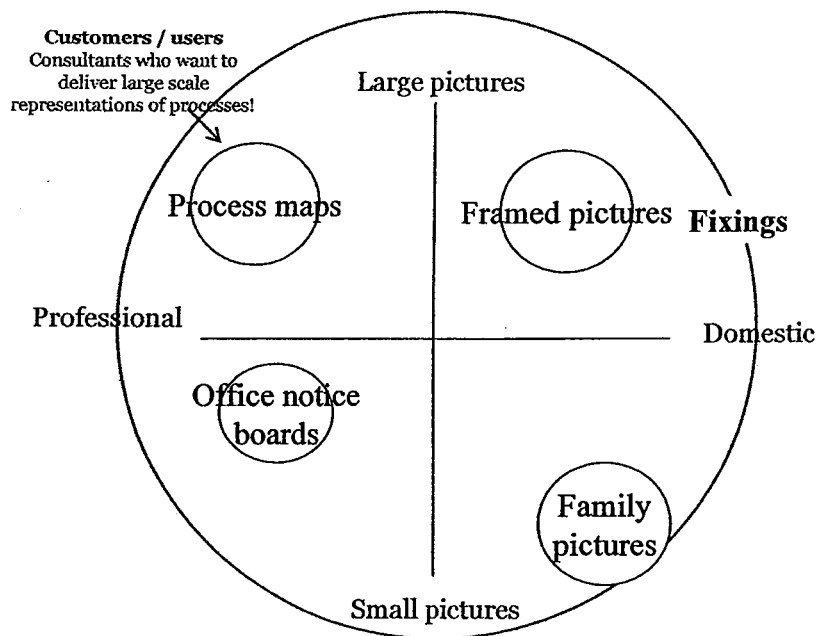 Customers / users
Consultants who want to
deliver large scale
representations of processes!
Large pictures
Process maps
Framed pictures
Fixings
Professional
Domestic
Office notice
boards
Family
pictures
Small pictures